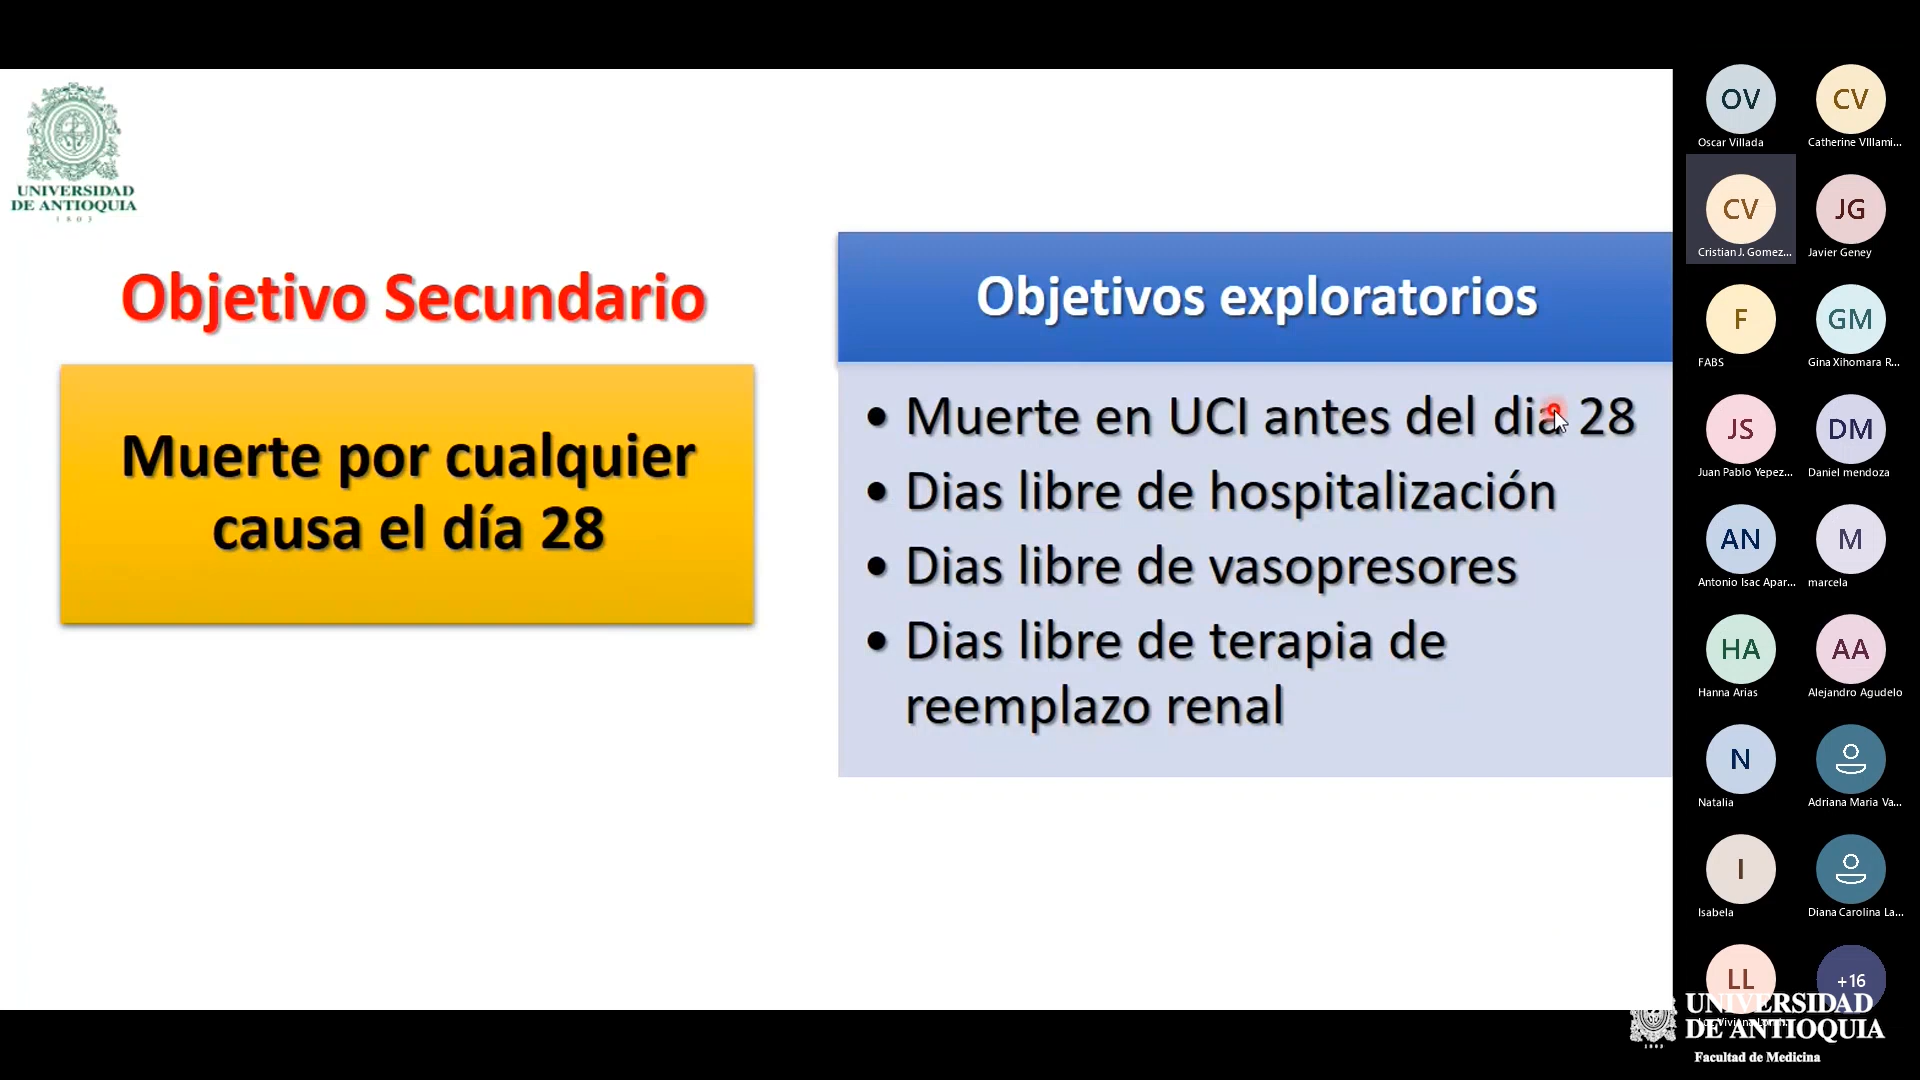 UNIVERSIDAD
DE ANTIOQUIA
1803
Objetivo Secundario
Muerte por cualquier
causa el día 28
Objetivos exploratorios
• Muerte en UCI antes del dia 28
• Dias libre de hospitalización
• Dias libre de vasopresores
• Dias libre de terapia de
reemplazo renal
OV
Oscar Villada
CV
Catherine VIllami...
CV
Cristian J. Gomez...
JG
Javier Geney
F
FABS
GM
Gina Xihomara R...
JS
Juan Pablo Yepez...
DM
Daniel mendoza
AN
Antonio Isac Apar...
M
marcela
HA
Hanna Arias
AA
Alejandro Agudelo
N
Natalia
Adriana Maria Va...
I
Isabela
Diana Carolina La...
LL
+16
UNIVERSIDAD
DE ANTIOQUIA
1803
Facultad de Medicina